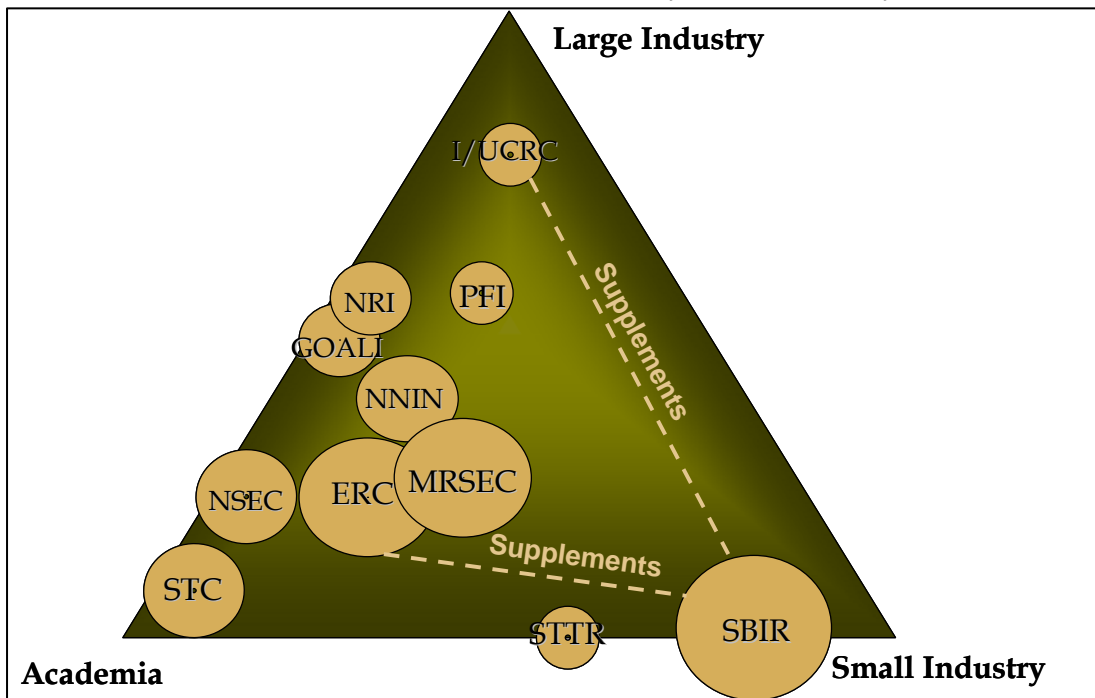 Large Industry
I/UCRC
Supplements
NRI
PFI
GOALI
NNIN
MRSEC
ERC
NSEC
Supplements
STC
STTR
SBIR
Academia
Small Industry